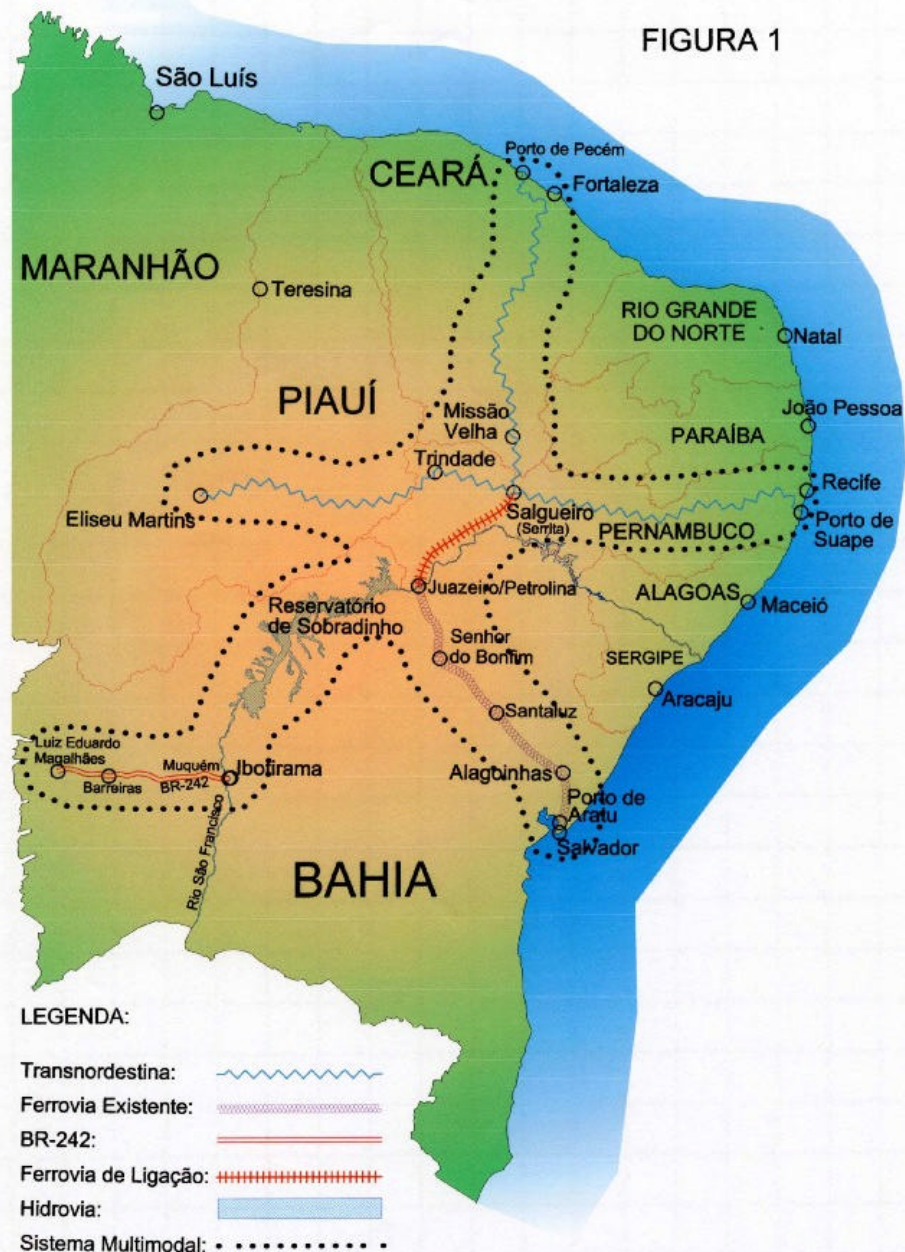 FIGURA 1
São Luís
Porto de Pecém
CEARÁ
Fortaleza
MARANHÃO
Teresina
RIO GRANDE
DO NORTE
Natal
PIAUÍ
Missão
Velha
João Pessoa
PARAÍBA
Trindade
Recife
Eliseu Martins
Salgueiro
(Serrita)
PERNAMBUCO
Porto de
Suape
Juazeiro/Petrolina
ALAGOAS
Maceió
Reservatório
de Sobradinho
Senhor
do Bonfim
SERGIPE
Aracaju
Santaluz
Luiz Eduardo
Magalhães
Barreiras
Muquém
BR-242
Ibotirama
Alagoinhas
Porto de
Aratu
Salvador
Rio São Francisco
BAHIA
LEGENDA:
Transnordestina:
Ferrovia Existente:
BR-242:
Ferrovia de Ligação:
Hidrovia:
Sistema Multimodal: